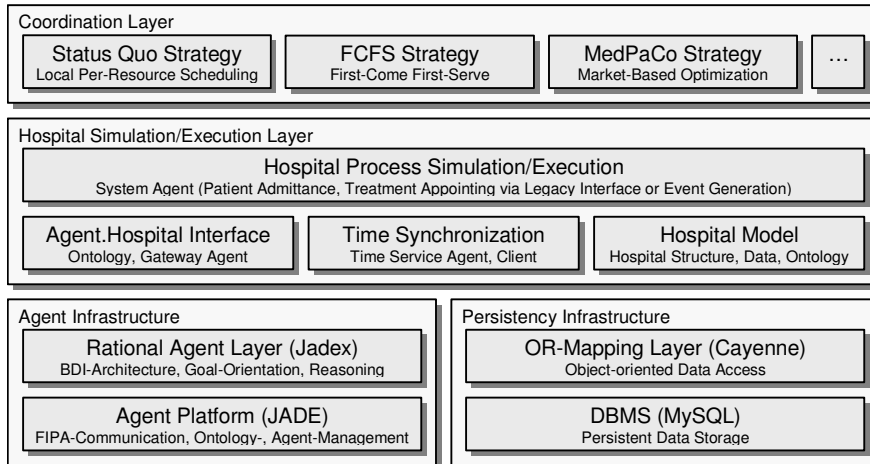 Coordination Layer
Status Quo Strategy
Local Per-Resource Scheduling
FCFS Strategy
First-Come First-Serve
MedPaCo Strategy
Market-Based Optimization
...
Hospital Simulation/Execution Layer
Hospital Process Simulation/Execution
System Agent (Patient Admittance, Treatment Appointing via Legacy Interface or Event Generation)
Agent.Hospital Interface
Ontology, Gateway Agent
Time Synchronization
Time Service Agent, Client
Hospital Model
Hospital Structure, Data, Ontology
Agent Infrastructure
Rational Agent Layer (Jadex)
BDI-Architecture, Goal-Orientation, Reasoning
Agent Platform (JADE)
FIPA-Communication, Ontology-, Agent-Management
Persistency Infrastructure
OR-Mapping Layer (Cayenne)
Object-oriented Data Access
DBMS (MySQL)
Persistent Data Storage